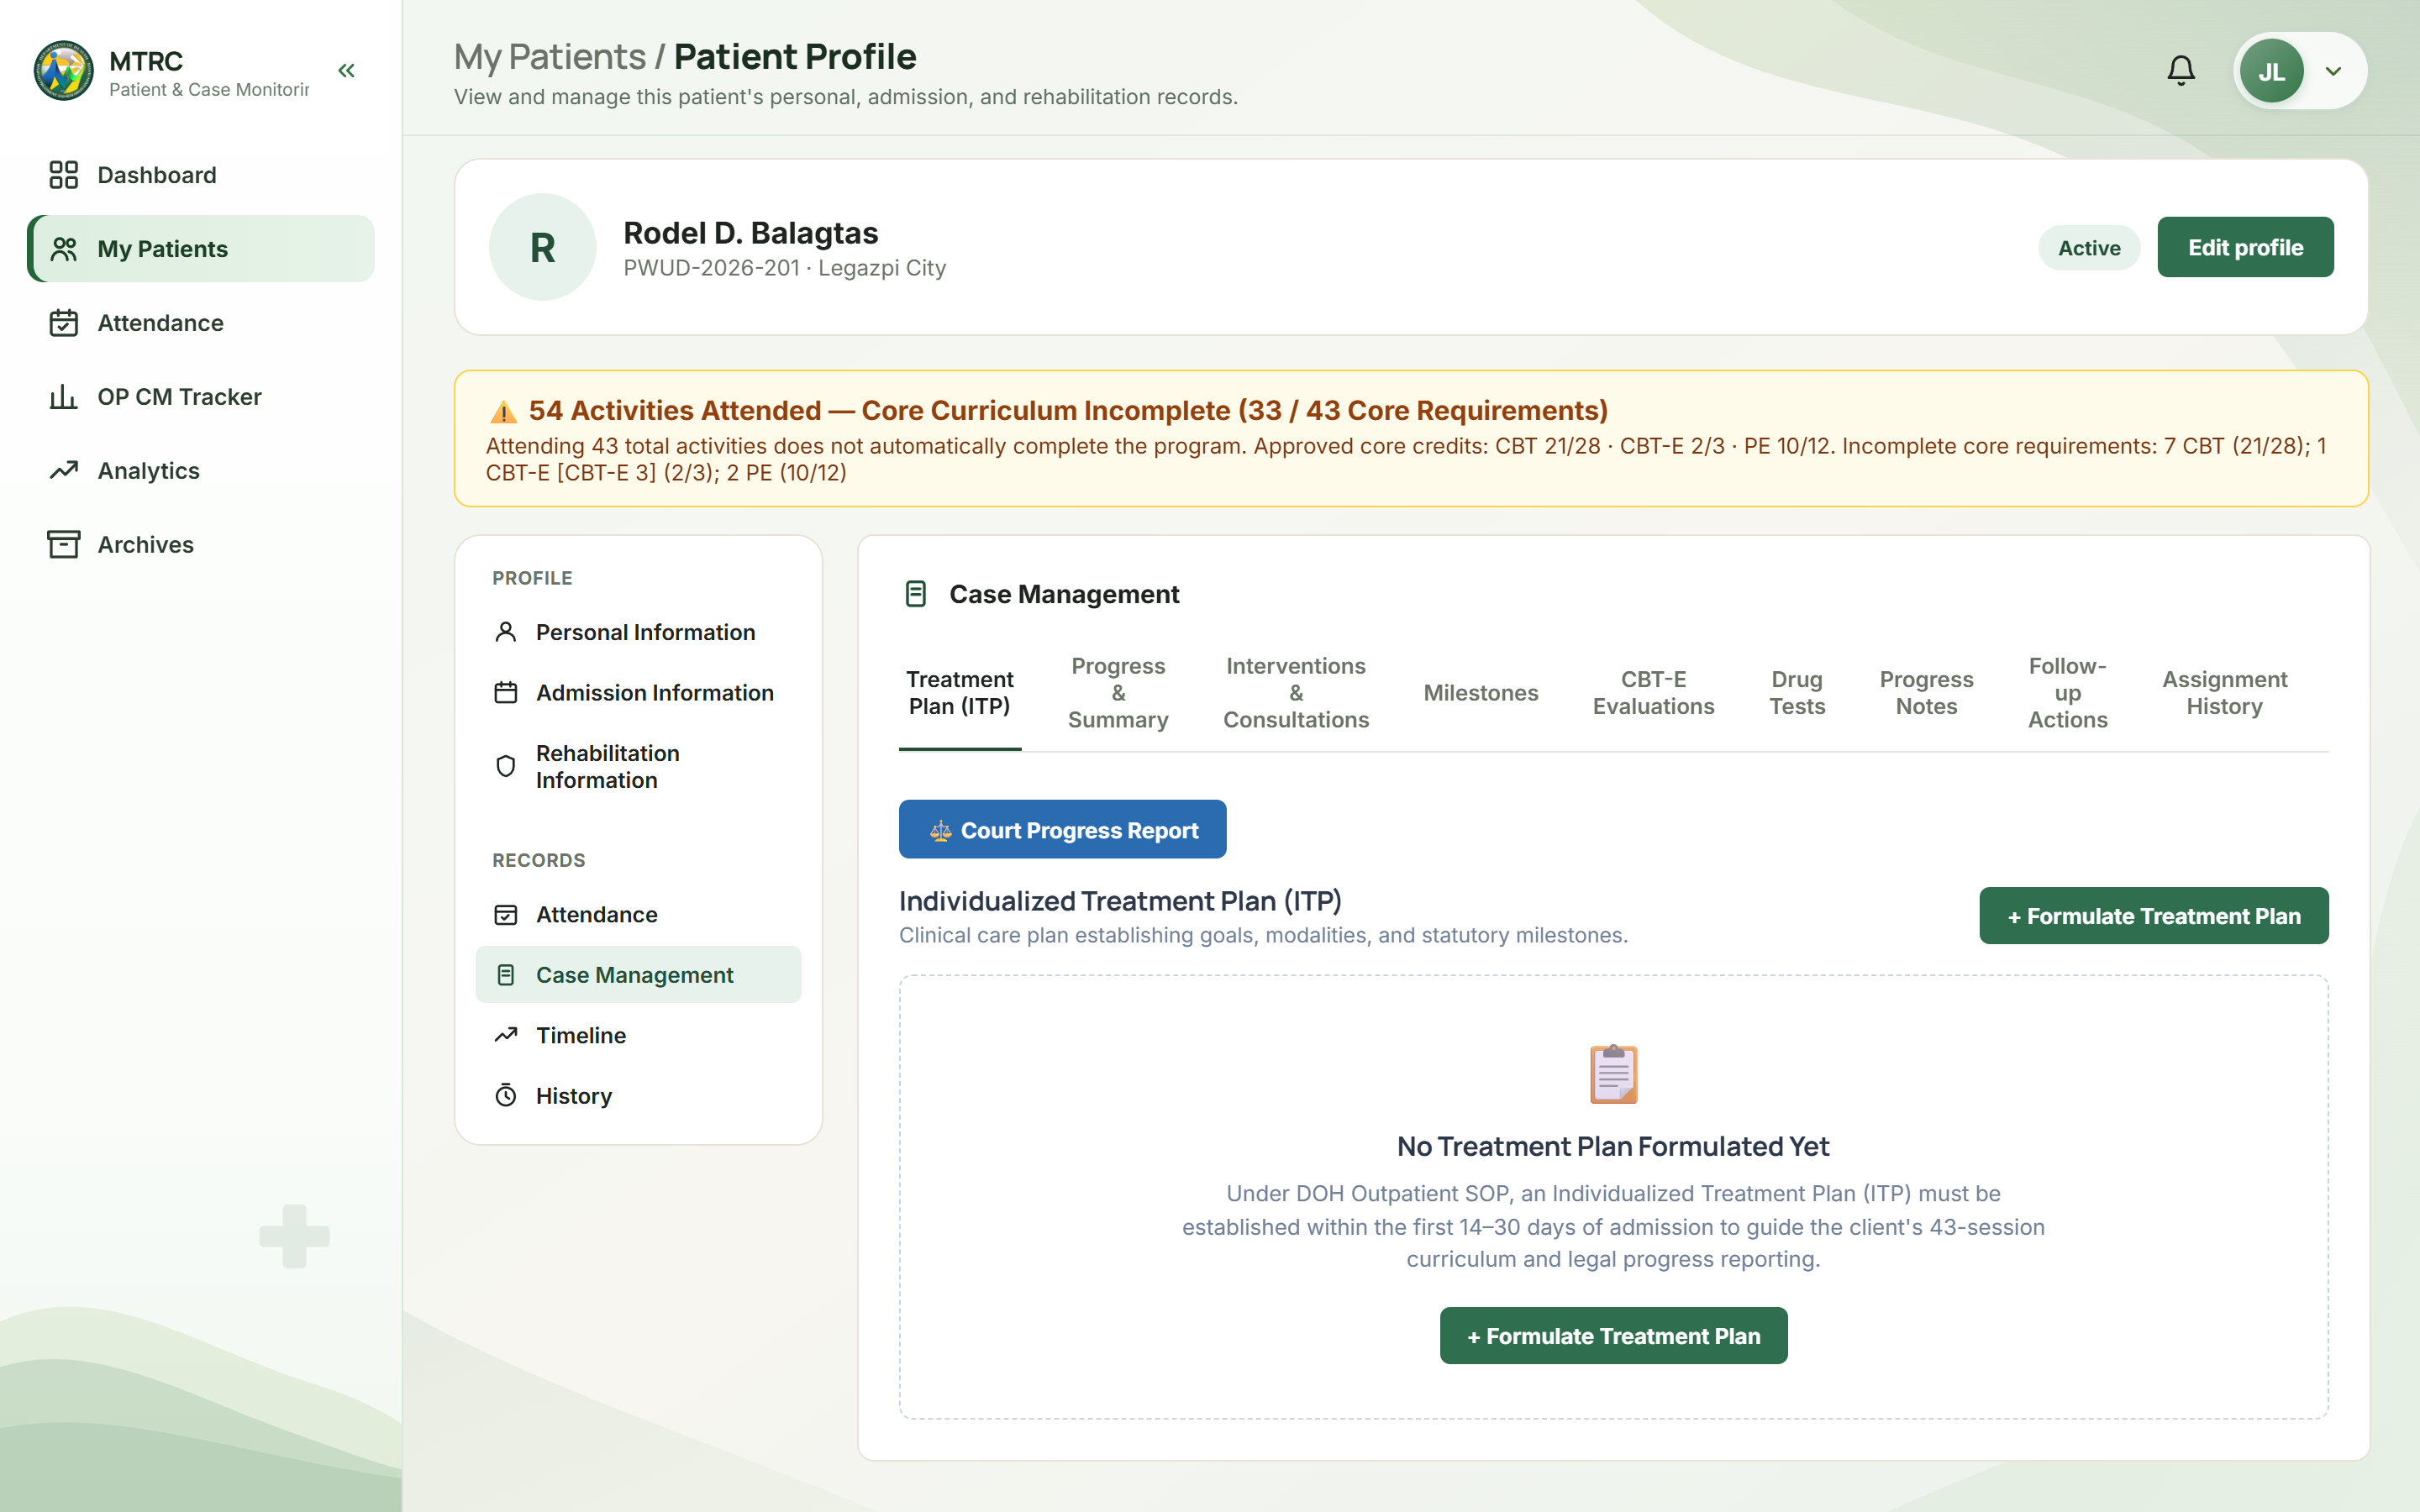 MTRC
Patient & Case Monitorir
Dashboard
My Patients
Attendance
OP CM Tracker
Analytics
Archives
My Patients / Patient Profile
View and manage this patient's personal, admission, and rehabilitation records.
JL
R
Rodel D. Balagtas
PWUD-2026-201 · Legazpi City
Active
Edit profile
⚠️ 54 Activities Attended — Core Curriculum Incomplete (33 / 43 Core Requirements)
Attending 43 total activities does not automatically complete the program. Approved core credits: CBT 21/28 · CBT-E 2/3 · PE 10/12. Incomplete core requirements: 7 CBT (21/28); 1
CBT-E [CBT-E 3] (2/3); 2 PE (10/12)
PROFILE
Personal Information
Admission Information
Rehabilitation
Information
RECORDS
Attendance
Case Management
Timeline
History
Case Management
Treatment
Plan (ITP)
Progress
&
Summary
Interventions
&
Consultations
Milestones
CBT-E
Evaluations
Drug
Tests
Progress
Notes
Follow-
up
Actions
Assignment
History
Court Progress Report
Individualized Treatment Plan (ITP)
Clinical care plan establishing goals, modalities, and statutory milestones.
+ Formulate Treatment Plan
No Treatment Plan Formulated Yet
Under DOH Outpatient SOP, an Individualized Treatment Plan (ITP) must be
established within the first 14–30 days of admission to guide the client's 43-session
curriculum and legal progress reporting.
+ Formulate Treatment Plan